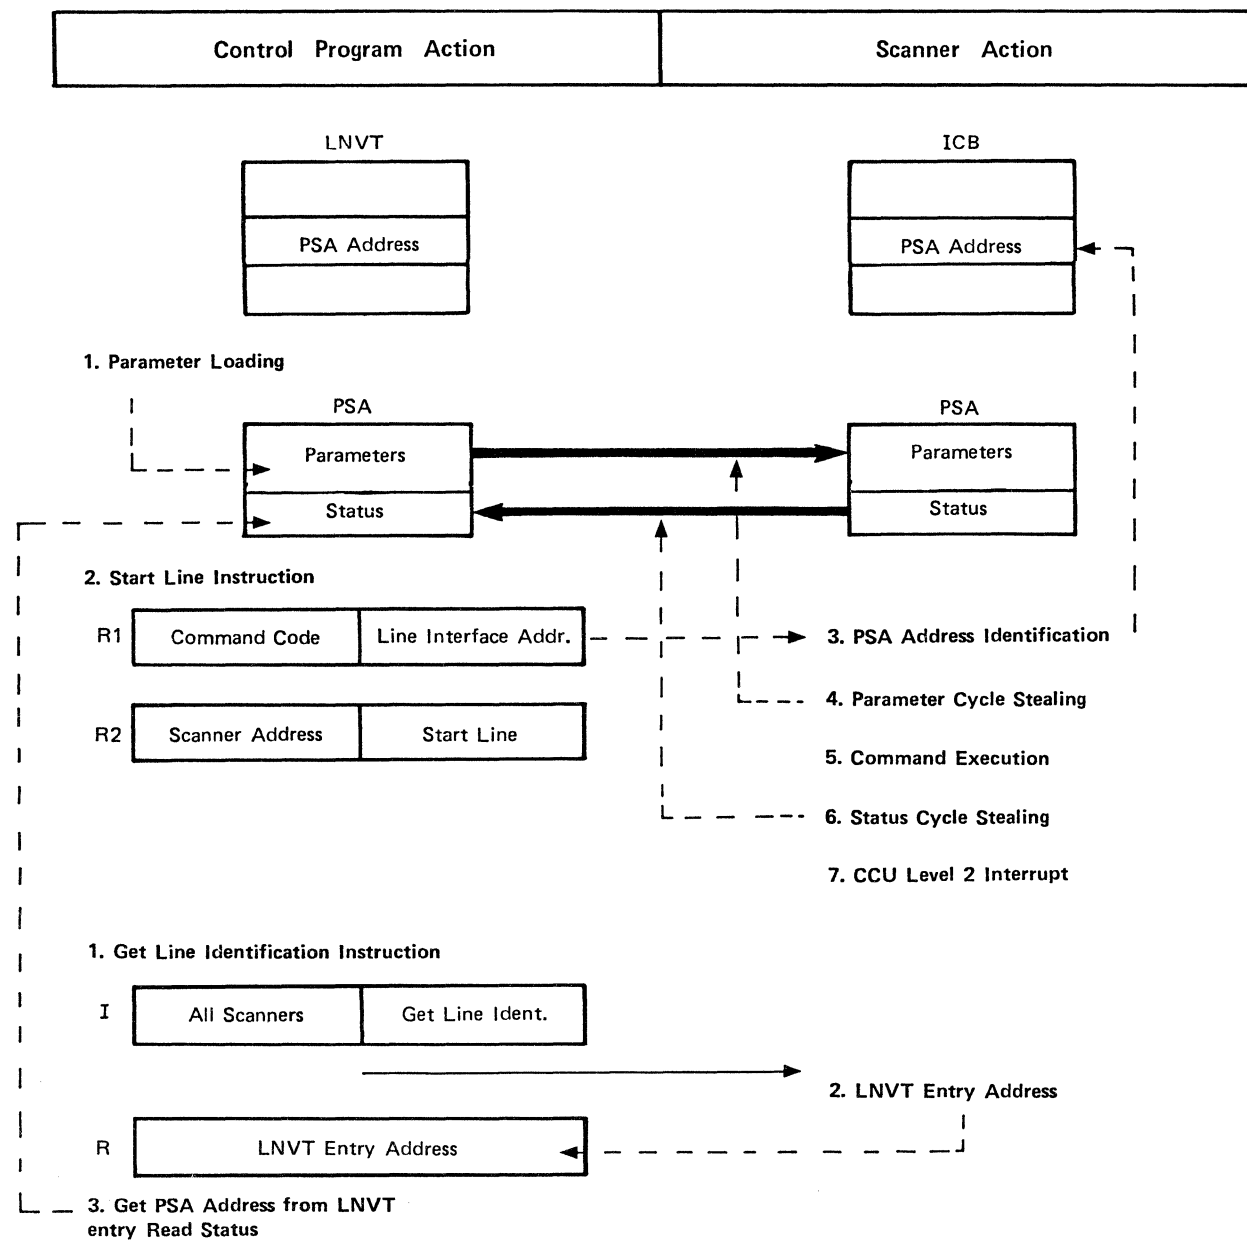 Control Program Action
Scanner Action
LNVT
ICB
PSA Address
PSA Address
1. Parameter Loading
PSA
PSA
Parameters
Parameters
Status
Status
2. Start Line Instruction
R1
Command Code
Line Interface Addr.
3. PSA Address Identification
4. Parameter Cycle Stealing
R2
Scanner Address
Start Line
5. Command Execution
6. Status Cycle Stealing
7. CCU Level 2 Interrupt
1. Get Line Identification Instruction
I
All Scanners
Get Line Ident.
2. LNVT Entry Address
R
LNVT Entry Address
3. Get PSA Address from LNVT
entry Read Status